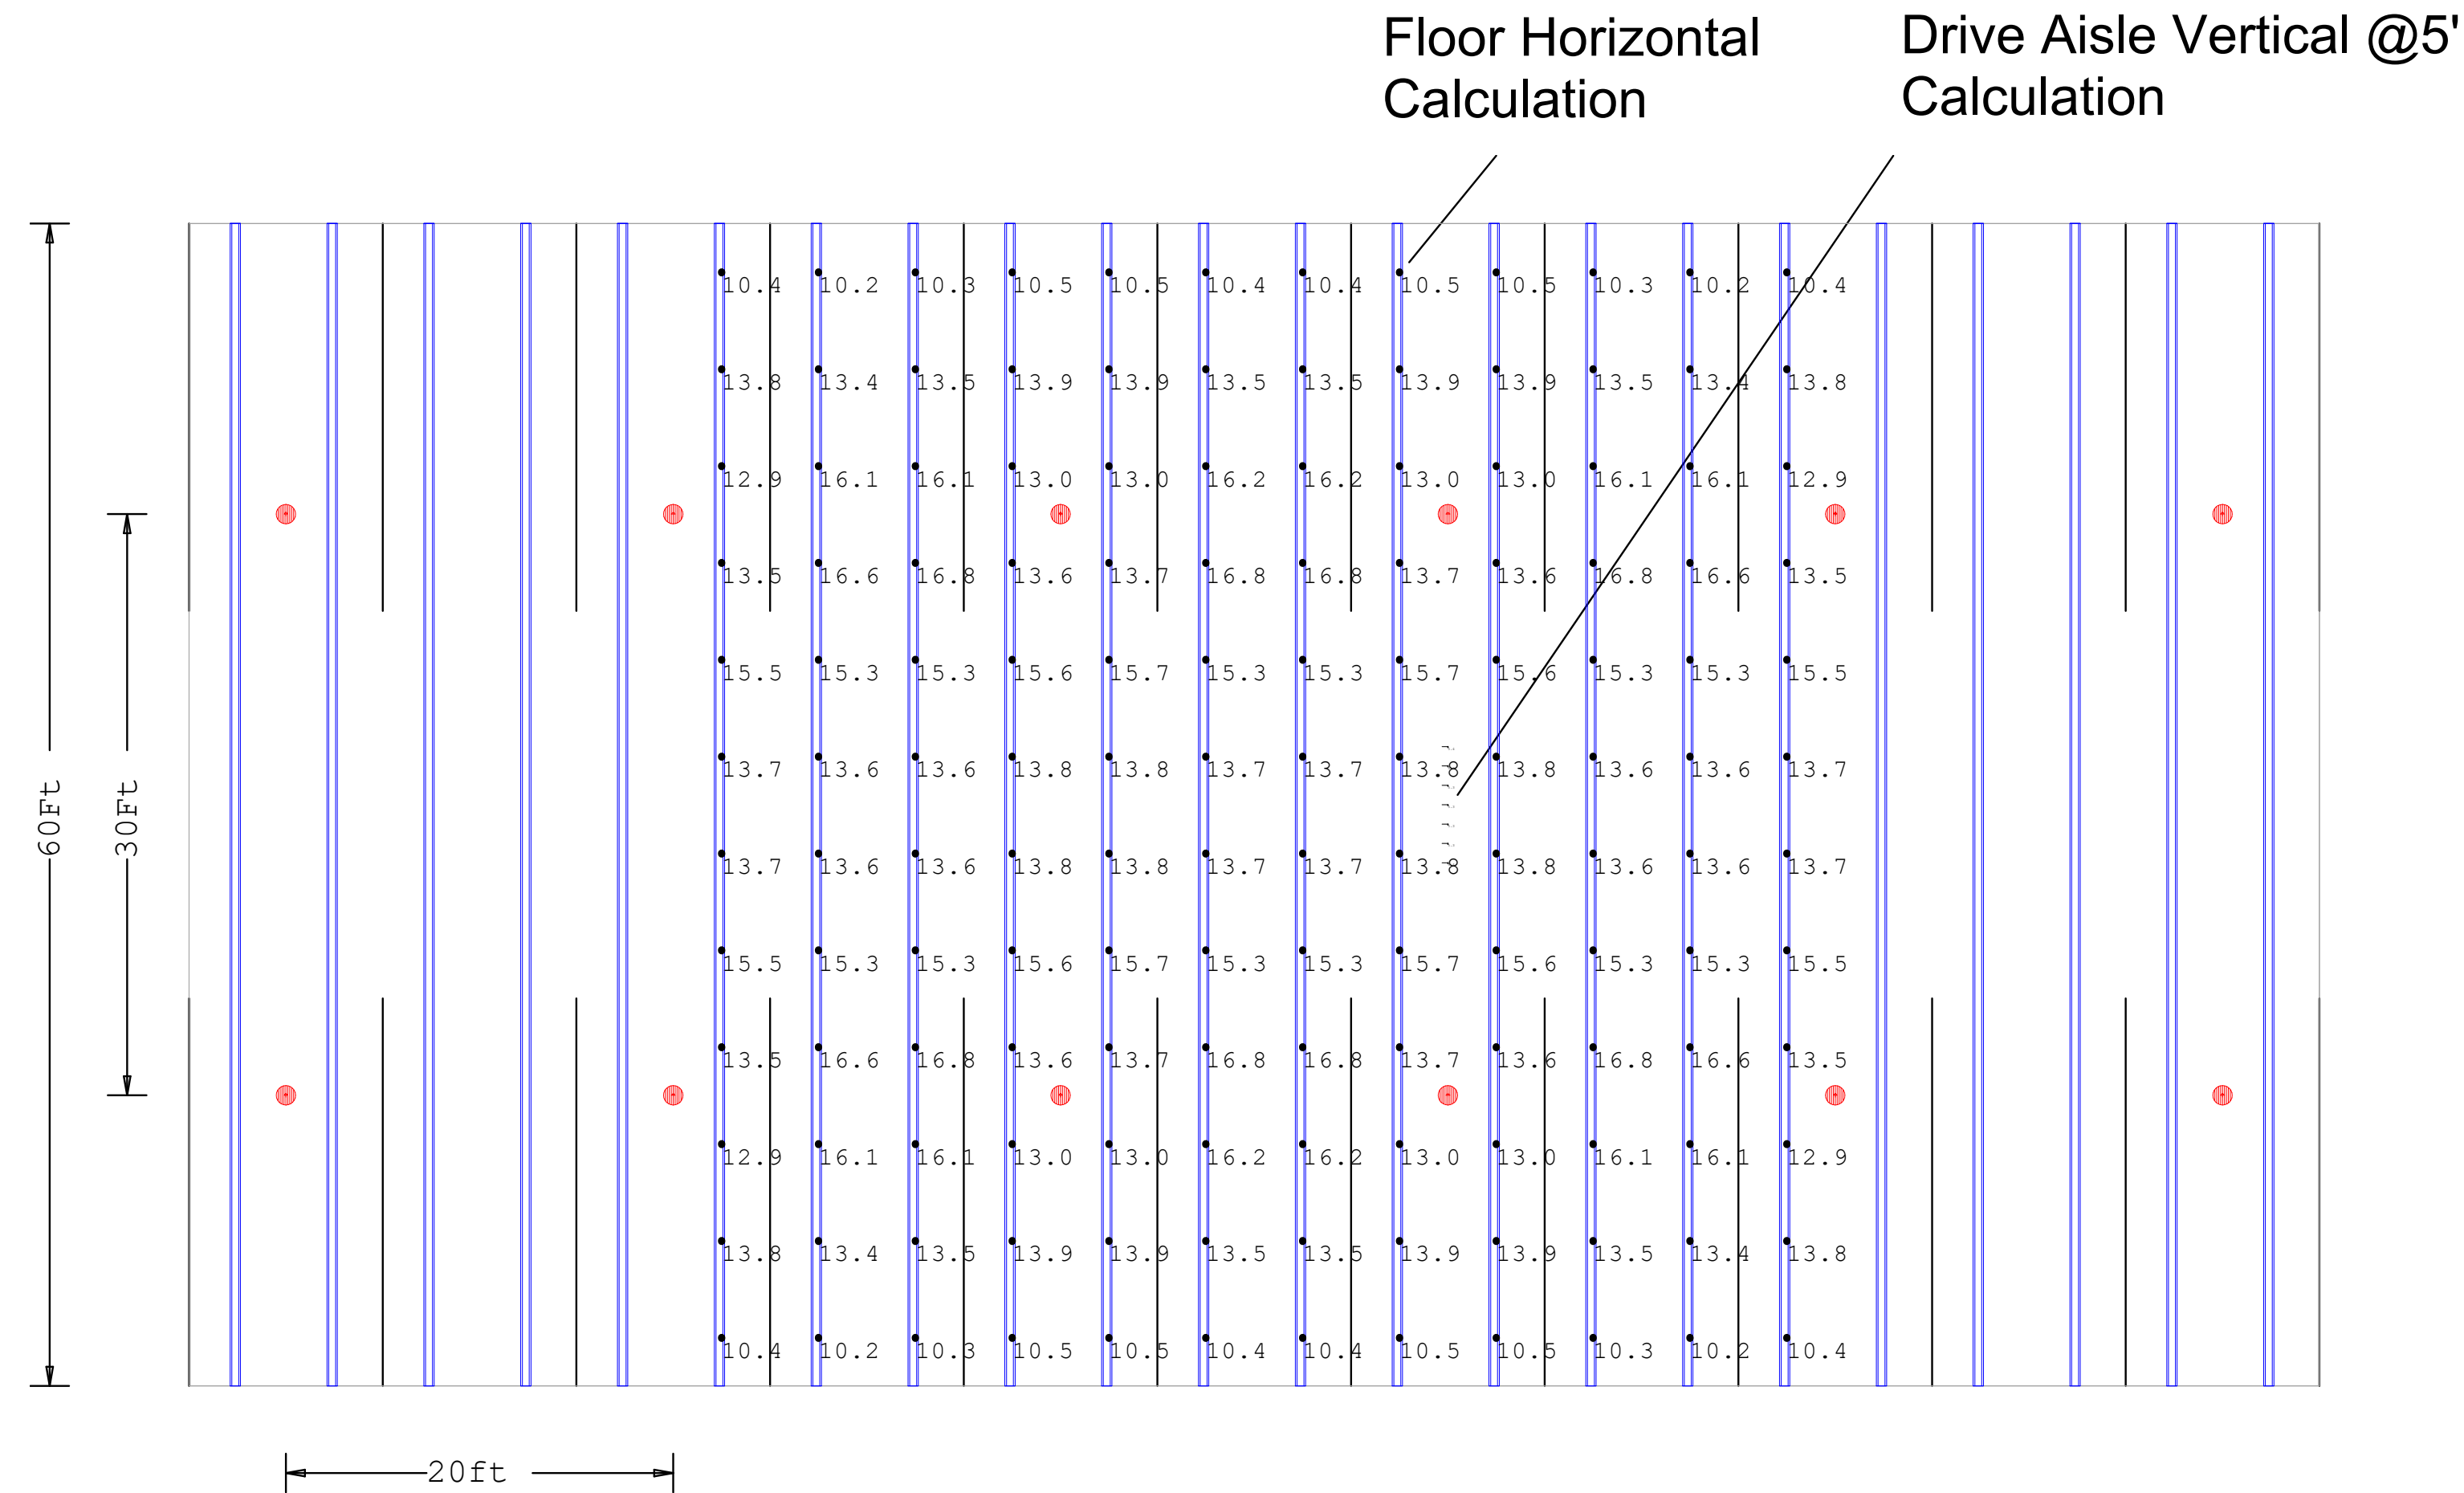 Floor Horizontal
Calculation
Drive Aisle Vertical @5'
Calculation
10.4 10.2 10.3 10.5 10.5 10.4 10.4 10.5 10.5 10.3 10.2 10.4
13.8 13.4 13.5 13.9 13.9 13.5 13.5 13.9 13.9 13.5 13.4 13.8
12.9 16.1 16.1 13.0 13.0 16.2 16.2 13.0 13.0 16.1 16.1 12.9
13.5 16.6 16.8 13.6 13.7 16.8 16.8 13.7 13.6 16.8 16.6 13.5
15.5 15.3 15.3 15.6 15.7 15.3 15.3 15.7 15.6 15.3 15.3 15.5
13.7 13.6 13.6 13.8 13.8 13.7 13.7 13.8 13.8 13.6 13.6 13.7
60Ft
30Ft
13.7 13.6 13.6 13.8 13.8 13.7 13.7 13.8 13.8 13.6 13.6 13.7
15.5 15.3 15.3 15.6 15.7 15.3 15.3 15.7 15.6 15.3 15.3 15.5
13.5 16.6 16.8 13.6 13.7 16.8 16.8 13.7 13.6 16.8 16.6 13.5
12.9 16.1 16.1 13.0 13.0 16.2 16.2 13.0 13.0 16.1 16.1 12.9
13.8 13.4 13.5 13.9 13.9 13.5 13.5 13.9 13.9 13.5 13.4 13.8
10.4 10.2 10.3 10.5 10.5 10.4 10.4 10.5 10.5 10.3 10.2 10.4
20ft